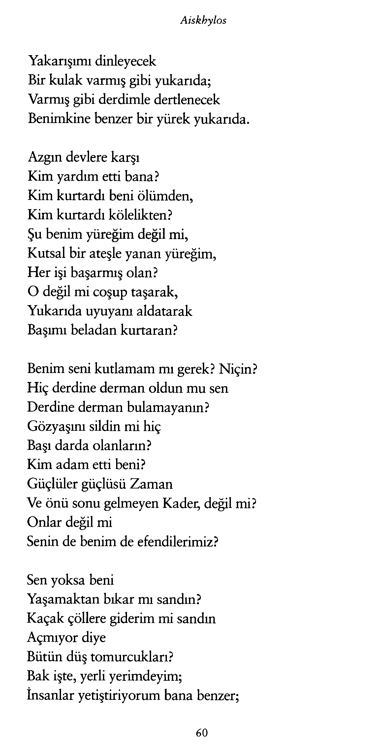 Aiskhylos
Yakarışımı dinleyecek
Bir kulak varmış gibi yukarıda;
Varmış gibi derdimle dertlenecek
Benimkine benzer bir yürek yukarıda.
Azgın devlere karşı
Kim yardım etti bana?
Kim kurtardı beni ölümden,
Kim kurtardı kölelikten?
Şu benim yüreğim değil mi,
Kutsal bir ateşle yanan yüreğim,
Her işi başarmış olan?
O değil mi coşup taşarak,
Yukarıda uyuyanı aldatarak
Başımı beladan kurtaran?
Benim seni kutlamam mı gerek? Niçin?
Hiç derdine derman oldun mu sen
Derdine derman bulamayanın?
Gözyaşını sildin mi hiç
Başı darda olanların?
Kim adam etti beni?
Güçlüler güçlüsü Zaman
Ve önü sonu gelmeyen Kader, değil mi?
Onlar değil mi
Senin de benim de efendilerimiz?
Sen yoksa beni
Yaşamaktan bıkar mı sandın?
Kaçak çöllere giderim mi sandın
Açmıyor diye
Bütün düş tomurcukları?
Bak işte, yerli yerimdeyim;
İnsanlar yetiştiriyorum bana benzer;
60